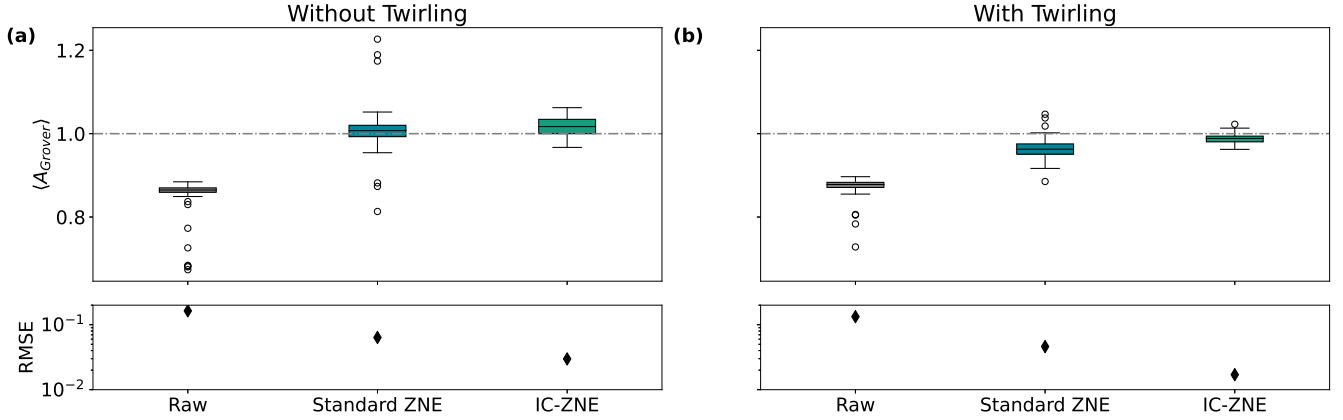 Without Twirling
(a)
1.2
1.0
0.8
⟨A_Grover⟩
RMSE
10⁻¹
10⁻²
Raw
Standard ZNE
IC-ZNE
With Twirling
(b)
Raw
Standard ZNE
IC-ZNE